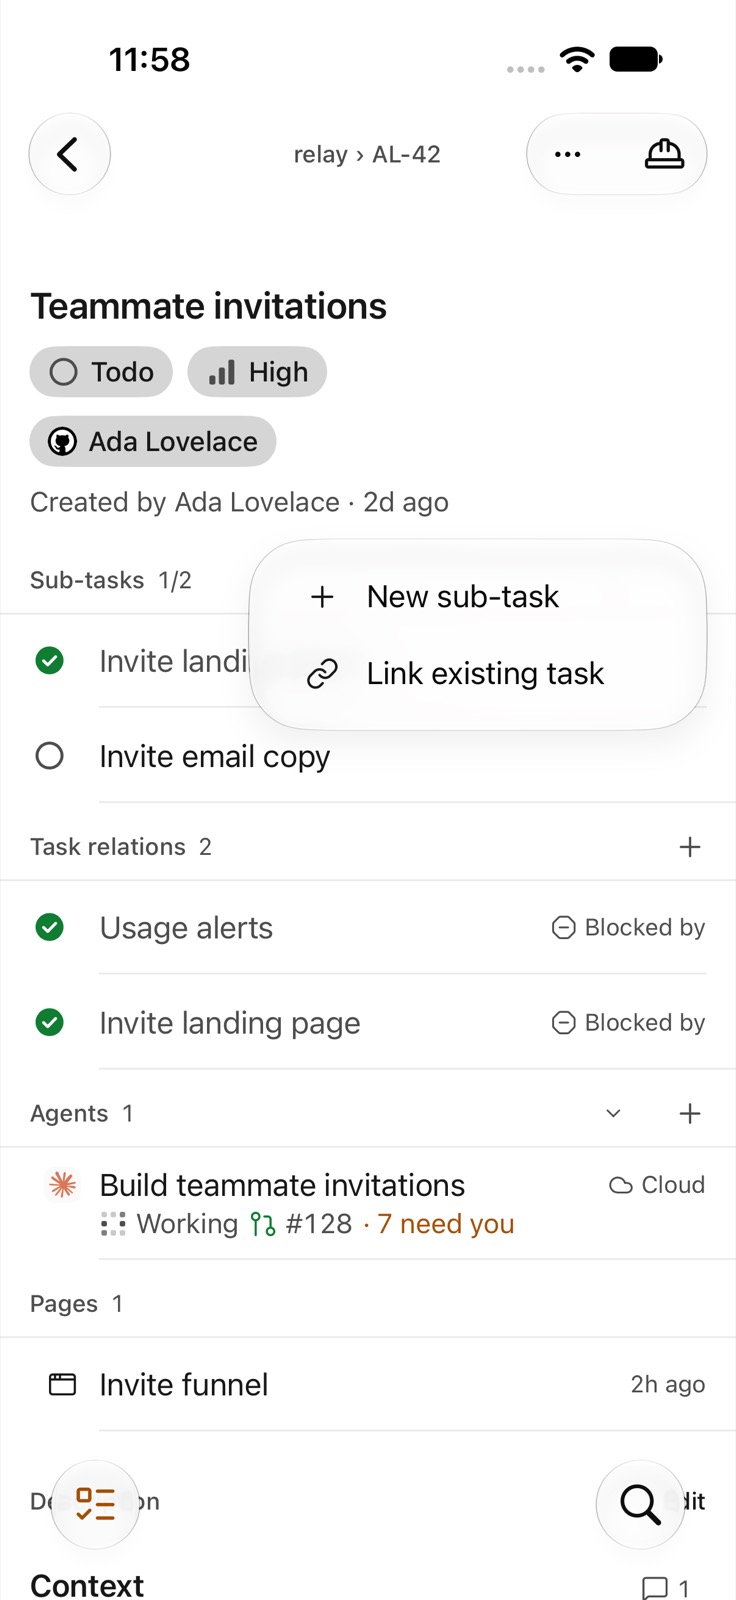 11:58
relay › AL-42
Teammate invitations
Todo
High
Ada Lovelace
Created by Ada Lovelace · 2d ago
Sub-tasks 1/2
New sub-task
Link existing task
Invite landi
Invite email copy
Task relations 2
Usage alerts
Blocked by
Invite landing page
Blocked by
Agents 1
Build teammate invitations
Cloud
Working #128 · 7 need you
Pages 1
Invite funnel
2h ago
Context
1